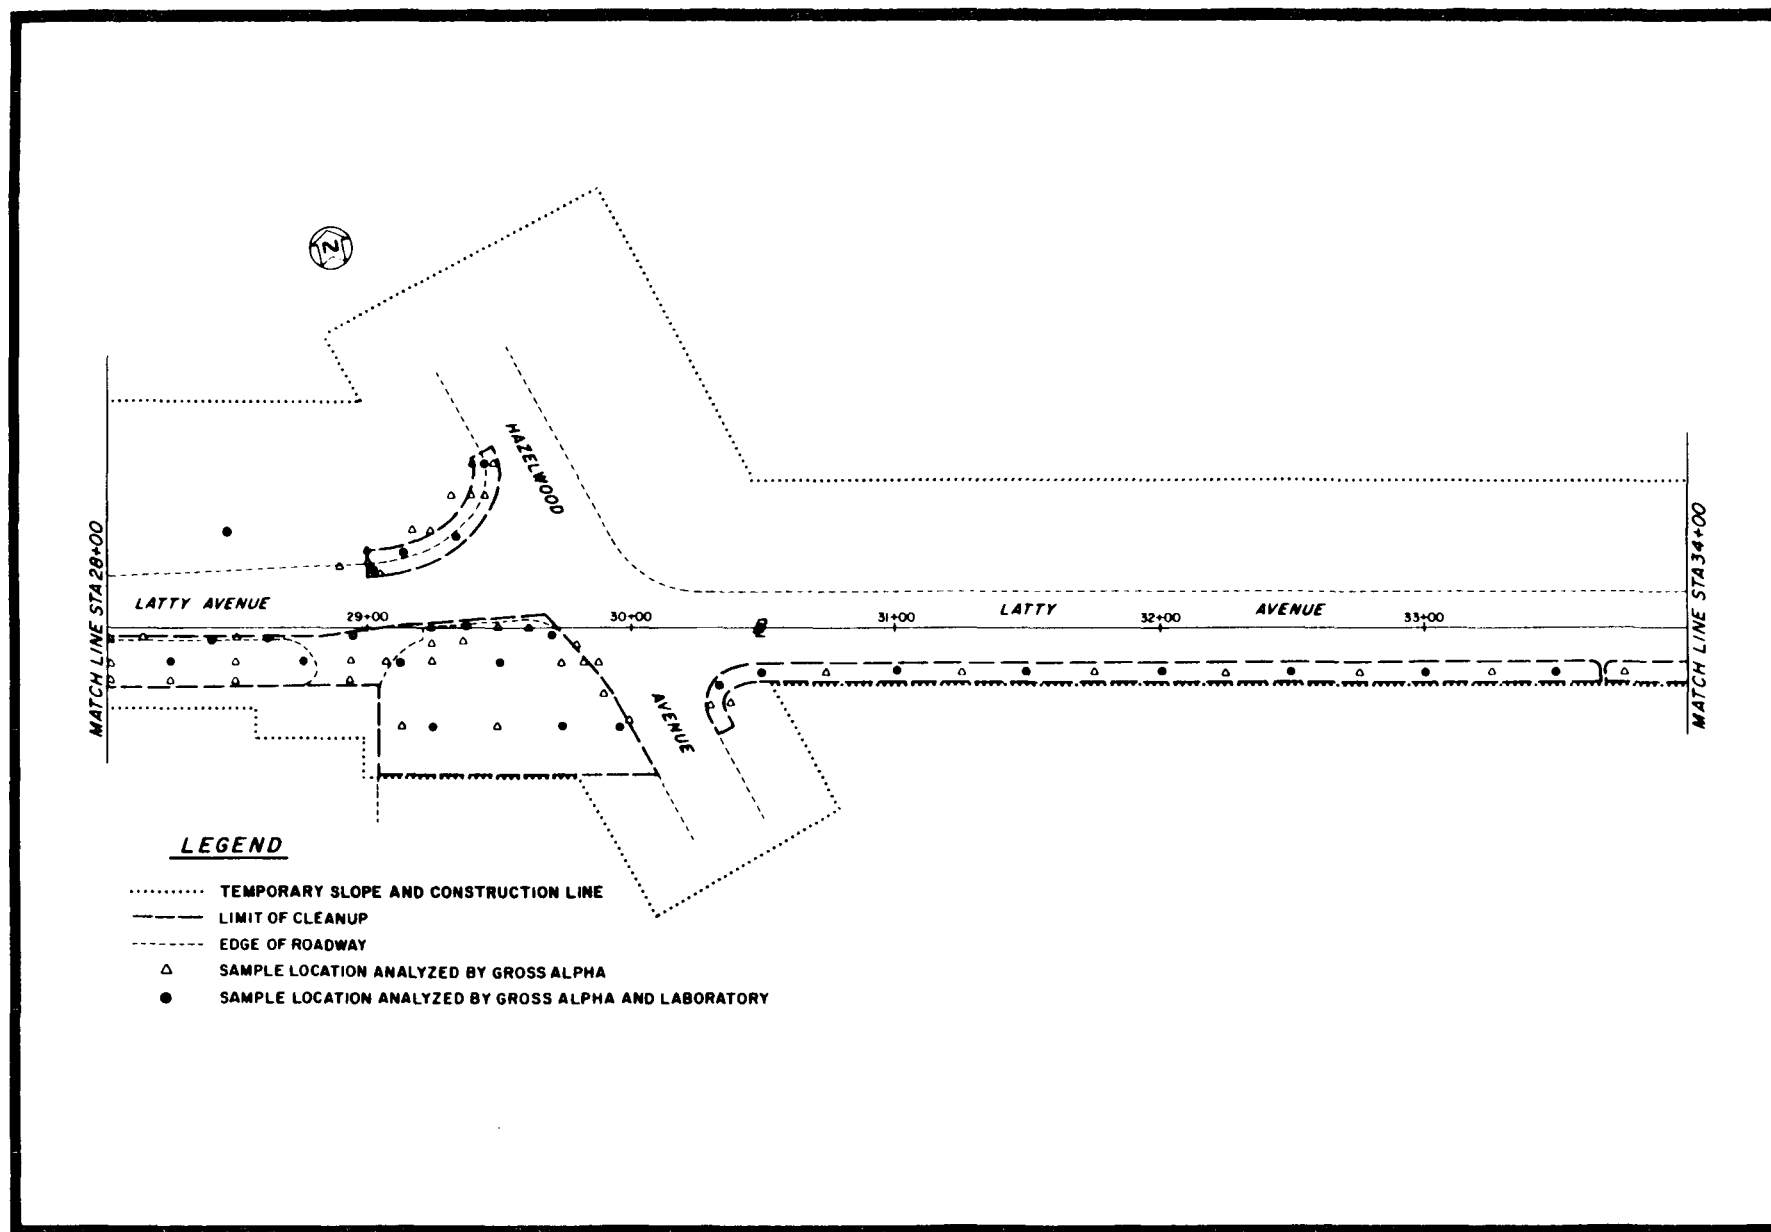 N
HAZELWOOD
MATCH LINE STA 28+00
MATCH LINE STA 34+00
LATTY AVENUE
LATTY AVENUE
29+00
30+00
31+00
32+00
33+00
AVENUE
LEGEND
TEMPORARY SLOPE AND CONSTRUCTION LINE
LIMIT OF CLEANUP
EDGE OF ROADWAY
SAMPLE LOCATION ANALYZED BY GROSS ALPHA
SAMPLE LOCATION ANALYZED BY GROSS ALPHA AND LABORATORY